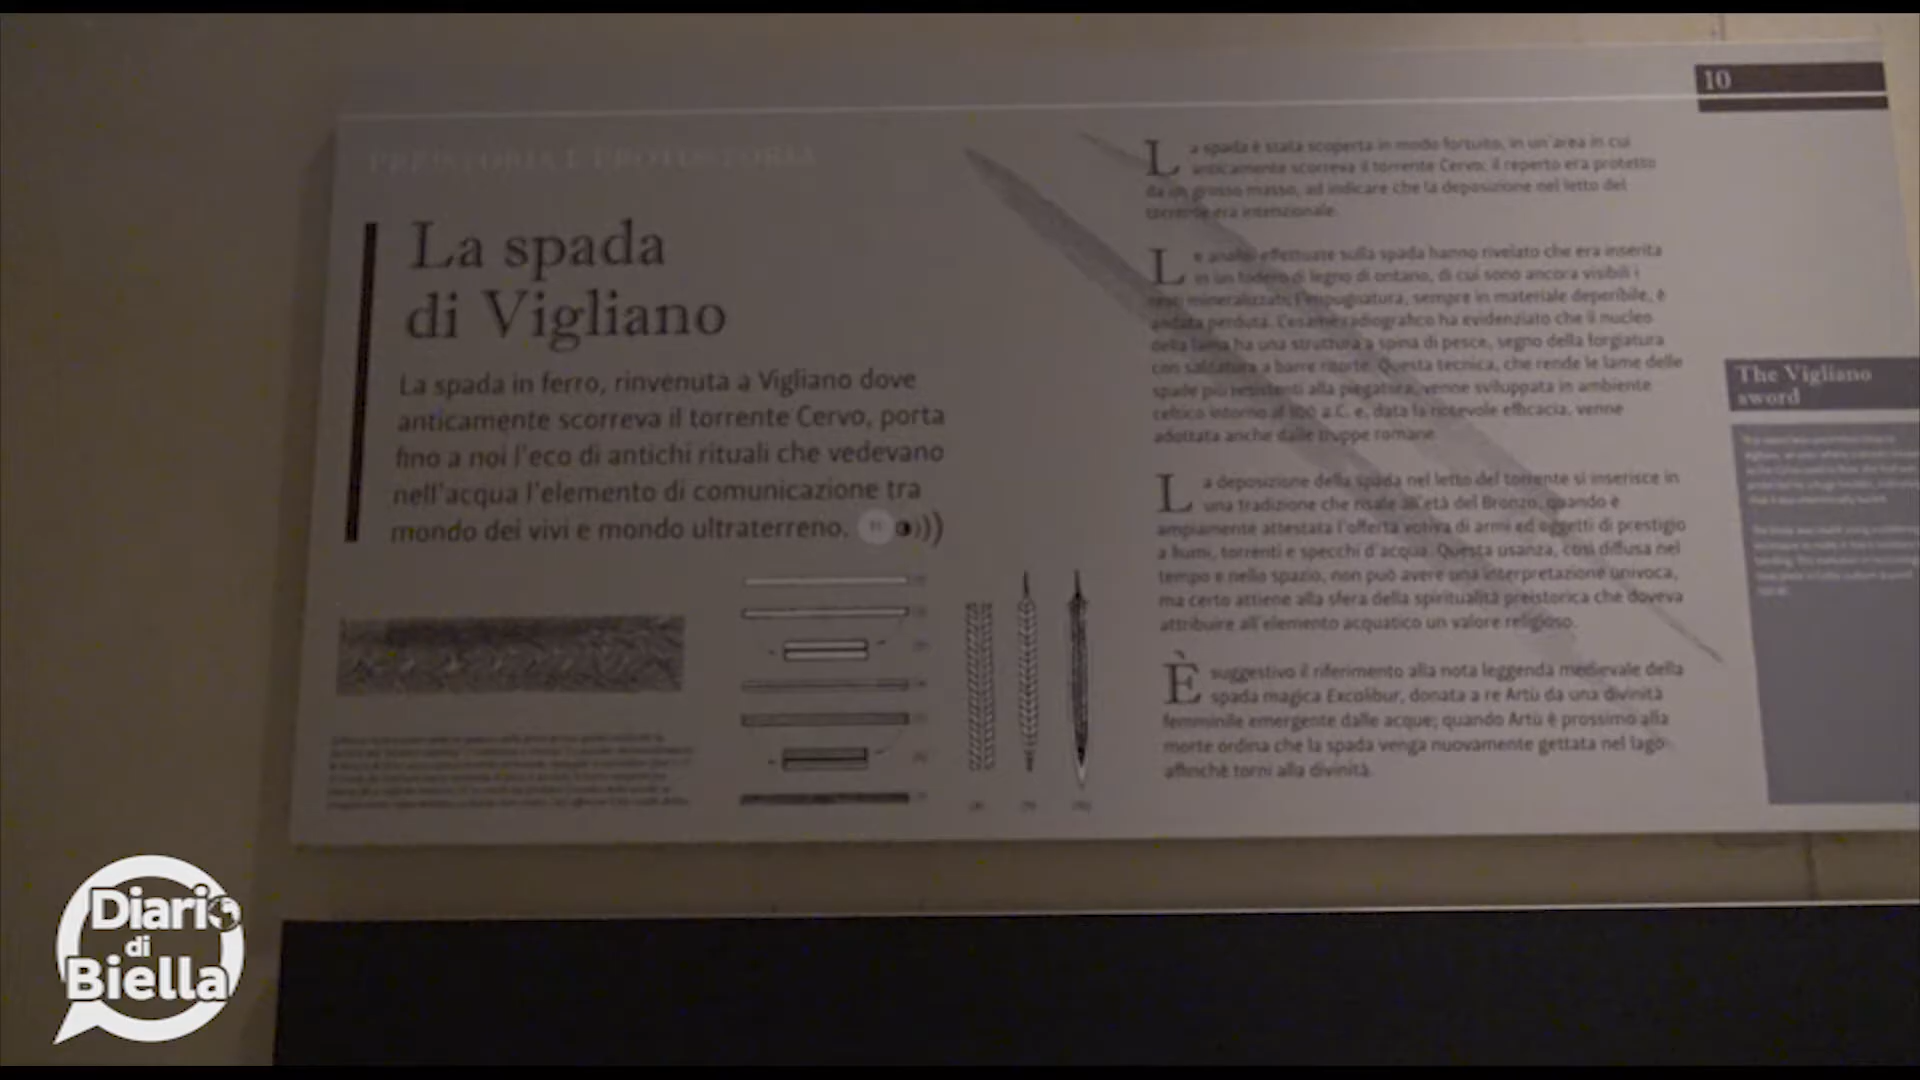 10
PREISTORIA E PROTOSTORIA
La spada
di Vigliano
La spada in ferro, rinvenuta a Vigliano dove
anticamente scorreva il torrente Cervo, porta
fino a noi l'eco di antichi rituali che vedevano
nell'acqua l'elemento di comunicazione tra
mondo dei vivi e mondo ultraterreno.
La spada è stata scoperta in modo fortuito, in un'area in cui
anticamente scorreva il torrente Cervo; il reperto era protetto
da un grosso masso, ad indicare che la deposizione nel letto del
torrente era intenzionale.
Le analisi effettuate sulla spada hanno rivelato che era inserita
in un fodero di legno di ontano, di cui sono ancora visibili i
resti mineralizzati; l'impugnatura, sempre in materiale deperibile, è
andata perduta. L'esame radiografico ha evidenziato che il nucleo
della lama ha una struttura a spina di pesce, segno della forgiatura
con saldatura a barre ritorte. Questa tecnica, che rende le lame delle
spade più resistenti alla piegatura, venne sviluppata in ambiente
celtico intorno al a.C. e, data la notevole efficacia, venne
adottata anche dalle truppe romane.
La deposizione della spada nel letto del torrente si inserisce in
una tradizione che risale all'età del Bronzo, quando è
ampiamente attestata l'offerta votiva di armi ed oggetti di prestigio
a fiumi, torrenti e specchi d'acqua. Questa usanza, così diffusa nel
tempo e nello spazio, non può avere una interpretazione univoca,
ma certo attiene alla sfera della spiritualità preistorica che doveva
attribuire all'elemento acquatico un valore religioso.
È suggestivo il riferimento alla nota leggenda medievale della
spada magica Excalibur, donata a re Artù da una divinità
femminile emergente dalle acque; quando Artù è prossimo alla
morte ordina che la spada venga nuovamente gettata nel lago
affinchè torni alla divinità.
The Vigliano
sword
Diario
di
Biella